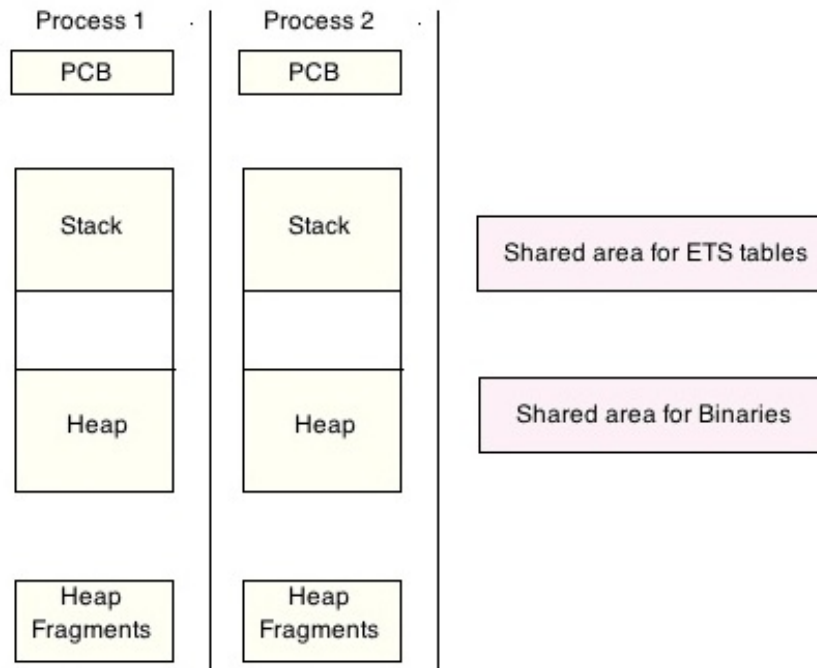 Process 1
Process 2
PCB
PCB
Stack
Stack
Shared area for ETS tables
Heap
Heap
Shared area for Binaries
Heap
Fragments
Heap
Fragments